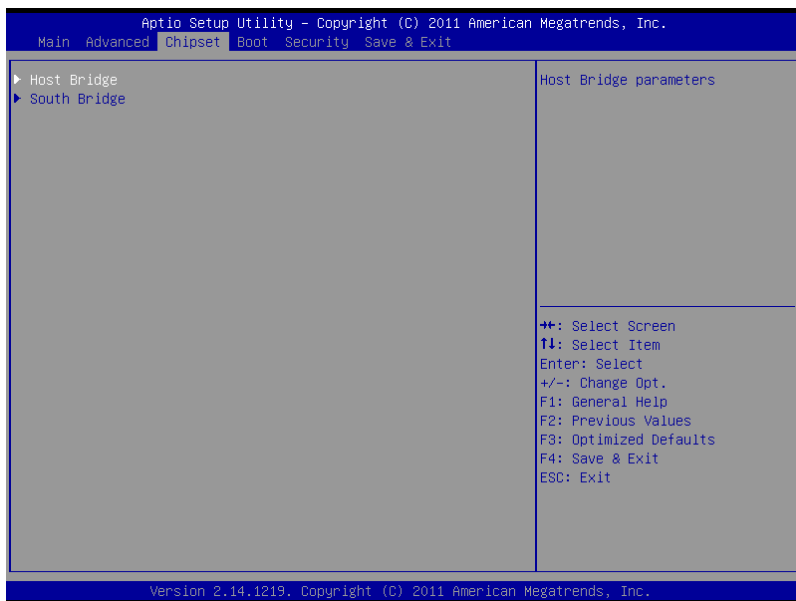 Aptio Setup Utility – Copyright (C) 2011 American Megatrends, Inc.
Main Advanced Chipset Boot Security Save & Exit
Host Bridge
South Bridge
Host Bridge parameters
→←: Select Screen
↑↓: Select Item
Enter: Select
+/-: Change Opt.
F1: General Help
F2: Previous Values
F3: Optimized Defaults
F4: Save & Exit
ESC: Exit
Version 2.14.1219. Copyright (C) 2011 American Megatrends, Inc.